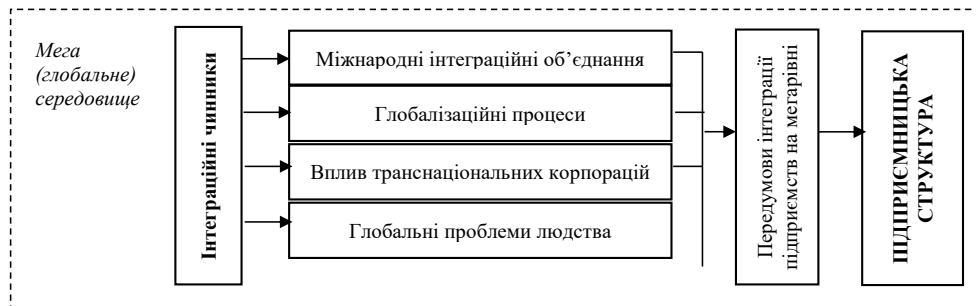 Мега
(глобальне)
середовище
Інтеграційні чинники
Міжнародні інтеграційні об’єднання
Глобалізаційні процеси
Вплив транснаціональних корпорацій
Глобальні проблеми людства
Передумови інтеграції
підприємств на мегарівні
ПІДПРИЄМНИЦЬКА
СТРУКТУРА